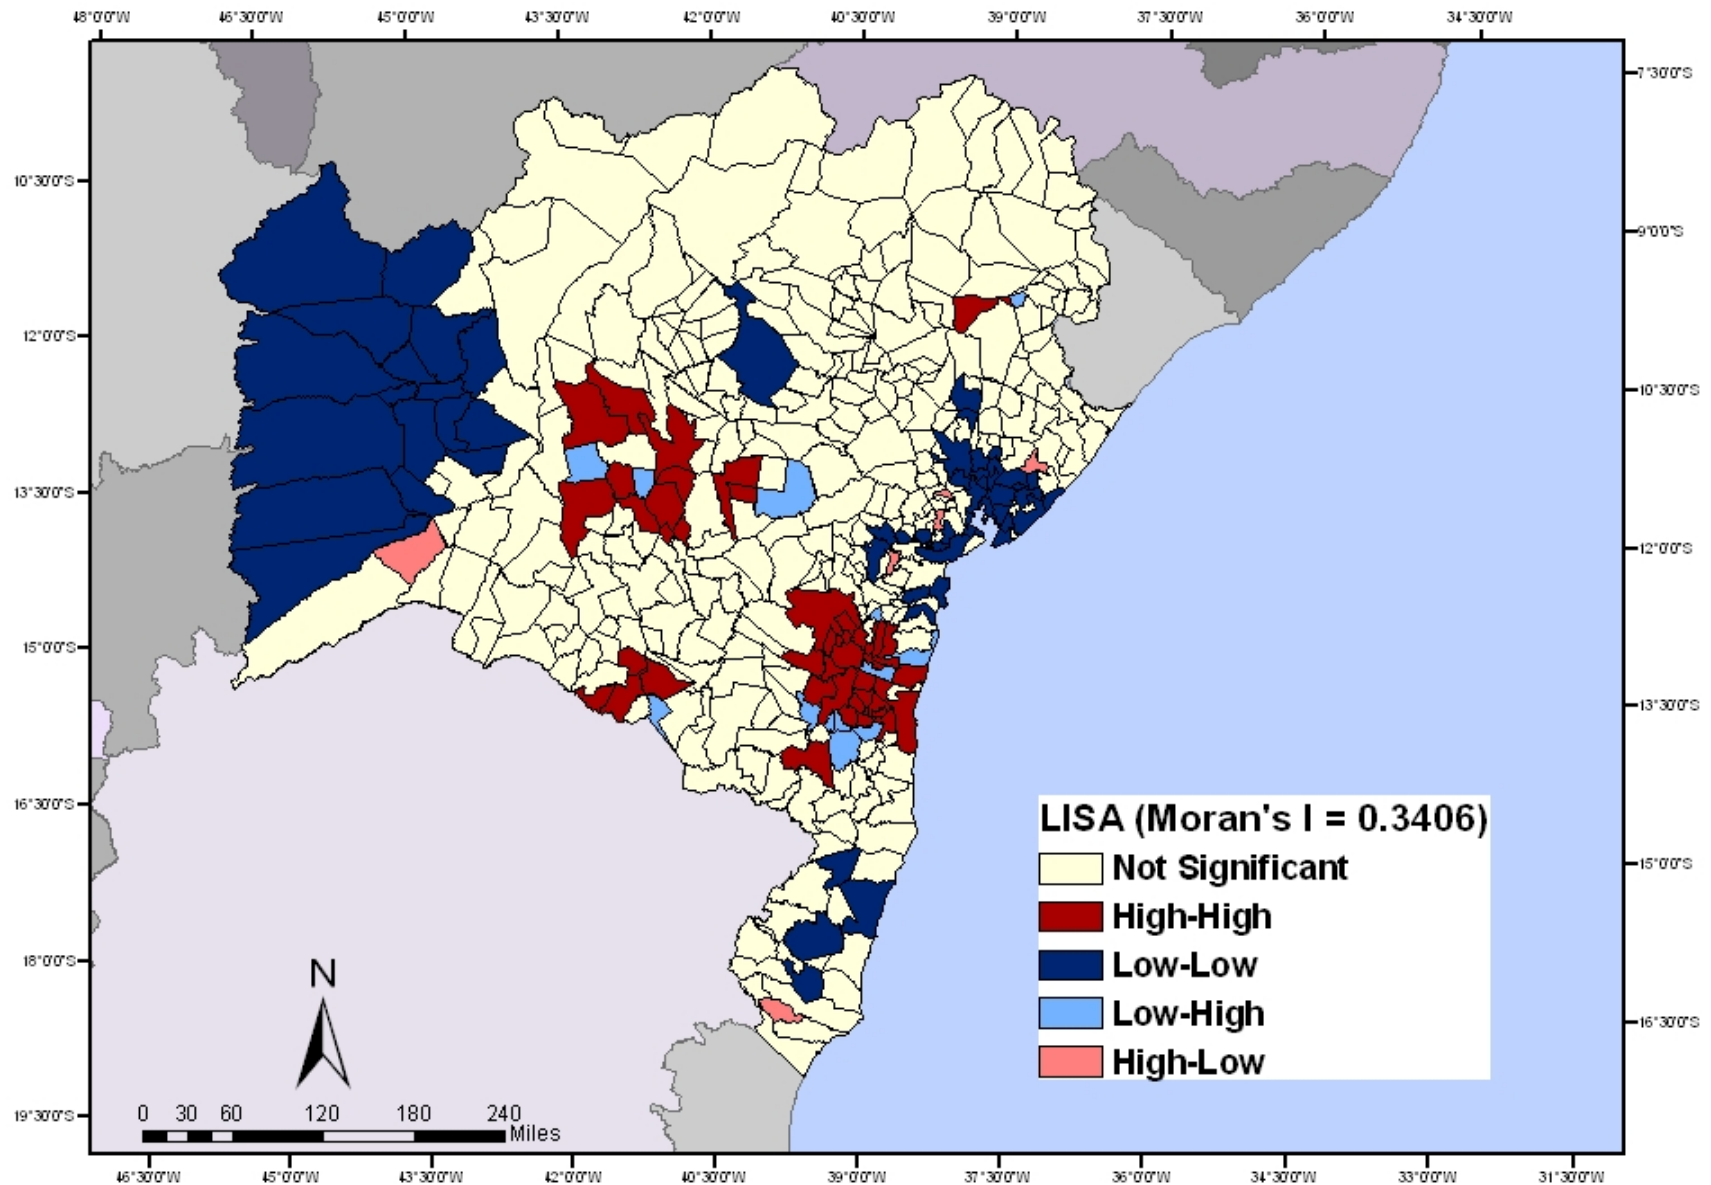 48°0'0"W 46°30'0"W 45°0'0"W 43°30'0"W 42°0'0"W 40°30'0"W 39°0'0"W 37°30'0"W 36°0'0"W 34°30'0"W
7°30'0"S
10°30'0"S
9°0'0"S
12°0'0"S
10°30'0"S
13°30'0"S
12°0'0"S
15°0'0"S
13°30'0"S
16°30'0"S
LISA (Moran's I = 0.3406)
Not Significant
15°0'0"S
High-High
18°0'0"S
Low-Low
N
Low-High
16°30'0"S
High-Low
19°30'0"S
0 30 60 120 180 240
Miles
46°30'0"W 45°0'0"W 43°30'0"W 42°0'0"W 40°30'0"W 39°0'0"W 37°30'0"W 36°0'0"W 34°30'0"W 33°0'0"W 31°30'0"W